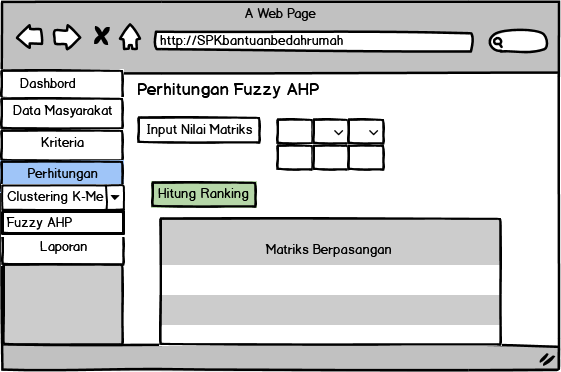 A Web Page
http://SPKbantuanbedahrumah
Dashbord
Data Masyarakat
Kriteria
Perhitungan
Clustering K-Me
Fuzzy AHP
Laporan
Perhitungan Fuzzy AHP
Input Nilai Matriks
Hitung Ranking
Matriks Berpasangan